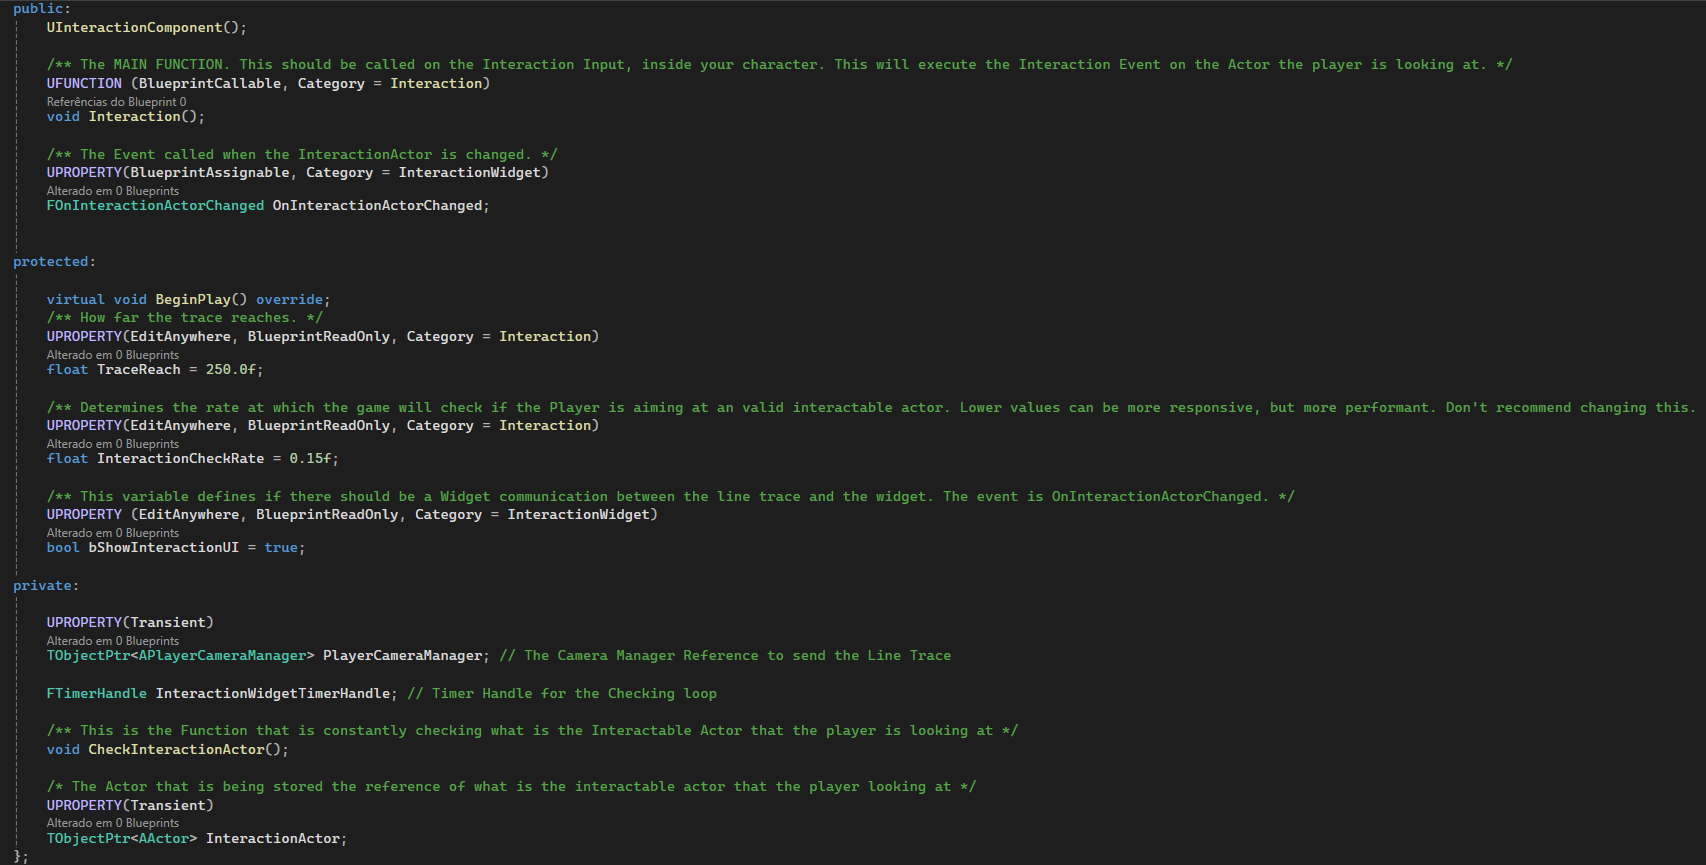 public:
UInteractionComponent();
/** The MAIN FUNCTION. This should be called on the Interaction Input, inside your character. This will execute the Interaction Event on the Actor the player is looking at. */
UFUNCTION (BlueprintCallable, Category = Interaction)
Referências do Blueprint 0
void Interaction();
/** The Event called when the InteractionActor is changed. */
UPROPERTY(BlueprintAssignable, Category = InteractionWidget)
Alterado em 0 Blueprints
FOnInteractionActorChanged OnInteractionActorChanged;
protected:
virtual void BeginPlay() override;
/** How far the trace reaches. */
UPROPERTY(EditAnywhere, BlueprintReadOnly, Category = Interaction)
Alterado em 0 Blueprints
float TraceReach = 250.0f;
/** Determines the rate at which the game will check if the Player is aiming at an valid interactable actor. Lower values can be more responsive, but more performant. Don't recommend changing this.
UPROPERTY(EditAnywhere, BlueprintReadOnly, Category = Interaction)
Alterado em 0 Blueprints
float InteractionCheckRate = 0.15f;
/** This variable defines if there should be a Widget communication between the line trace and the widget. The event is OnInteractionActorChanged. */
UPROPERTY (EditAnywhere, BlueprintReadOnly, Category = InteractionWidget)
Alterado em 0 Blueprints
bool bShowInteractionUI = true;
private:
UPROPERTY(Transient)
Alterado em 0 Blueprints
TObjectPtr<APlayerCameraManager> PlayerCameraManager; // The Camera Manager Reference to send the Line Trace
FTimerHandle InteractionWidgetTimerHandle; // Timer Handle for the Checking loop
/** This is the Function that is constantly checking what is the Interactable Actor that the player is looking at */
void CheckInteractionActor();
/* The Actor that is being stored the reference of what is the interactable actor that the player looking at */
UPROPERTY(Transient)
Alterado em 0 Blueprints
TObjectPtr<AActor> InteractionActor;
};